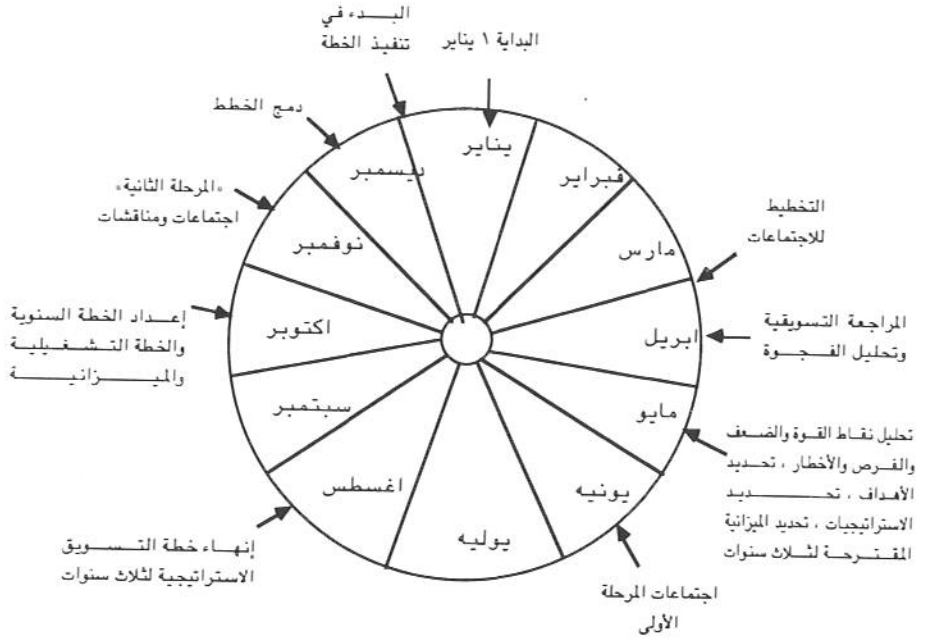 البدء في
تنفيذ الخطة
البداية ١ يناير
دمج الخطط
«المرحلة الثانية»
اجتماعات ومناقشات
إعداد الخطة السنوية
والخطة التشغيلية
والميزانية
إنهاء خطة التسويق
الاستراتيجية لثلاث سنوات
اجتماعات المرحلة
الأولى
تحليل نقاط القوة والضعف
والفرص والأخطار ، تحديد
الأهداف ، تحديد
الاستراتيجيات ، تحديد الميزانية
المقترحة لثلاث سنوات
المراجعة التسويقية
وتحليل الفجوة
التخطيط
للاجتماعات
يناير
فبراير
مارس
ابريل
مايو
يونيه
يوليه
اغسطس
سبتمبر
اكتوبر
نوفمبر
ديسمبر